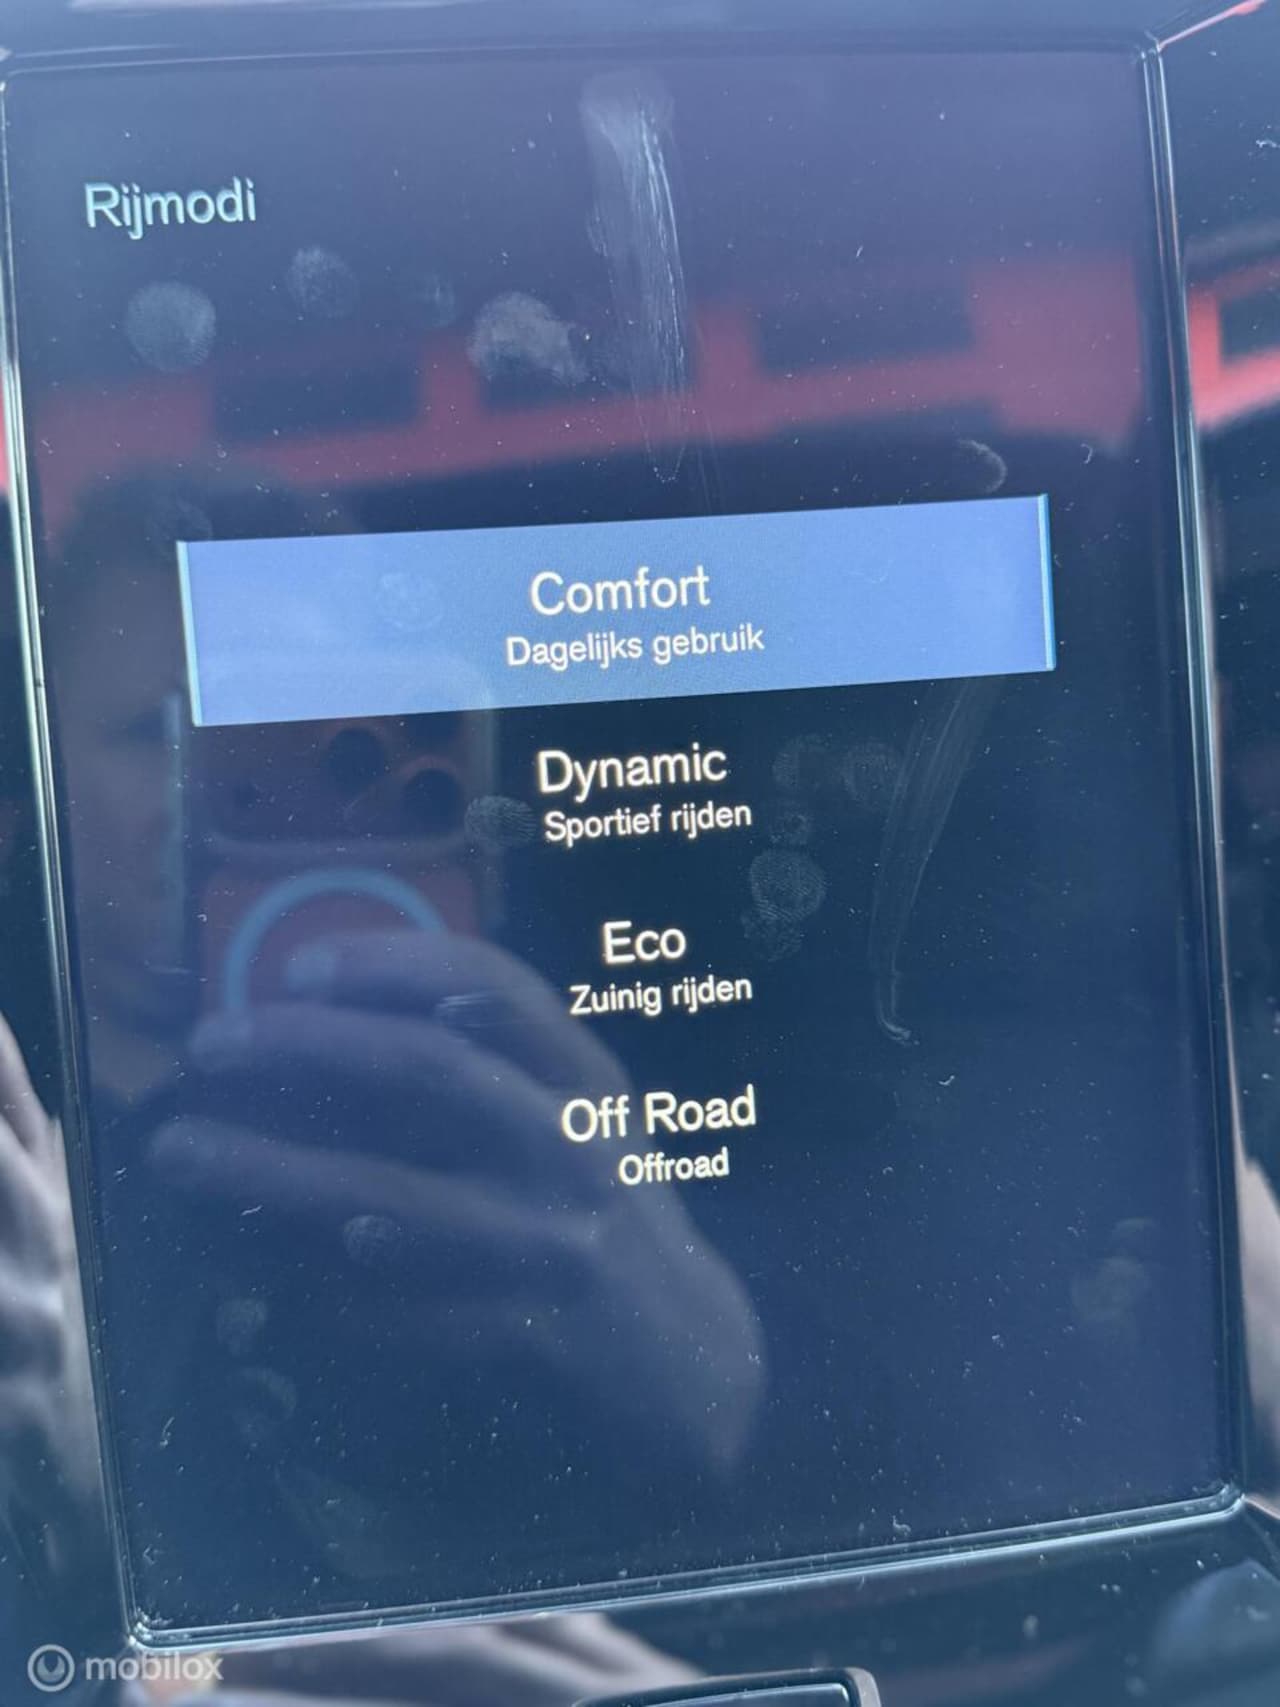 Rijmodi
Comfort
Dagelijks gebruik
Dynamic
Sportief rijden
Eco
Zuinig rijden
Off Road
Offroad
mobilox